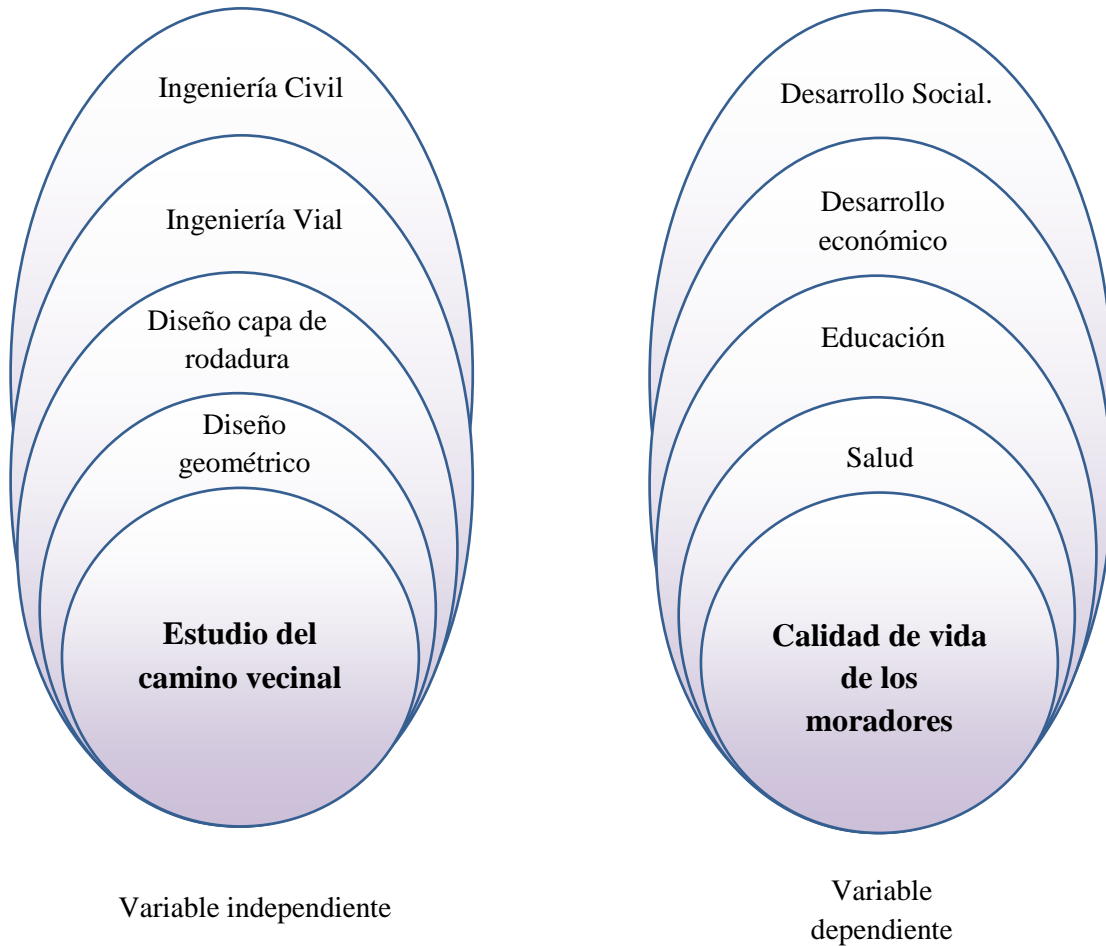 Ingeniería Civil
Ingeniería Vial
Diseño capa de
rodadura
Diseño
geométrico
Estudio del
camino vecinal
Variable independiente
Desarrollo Social.
Desarrollo
económico
Educación
Salud
Calidad de vida
de los
moradores
Variable
dependiente